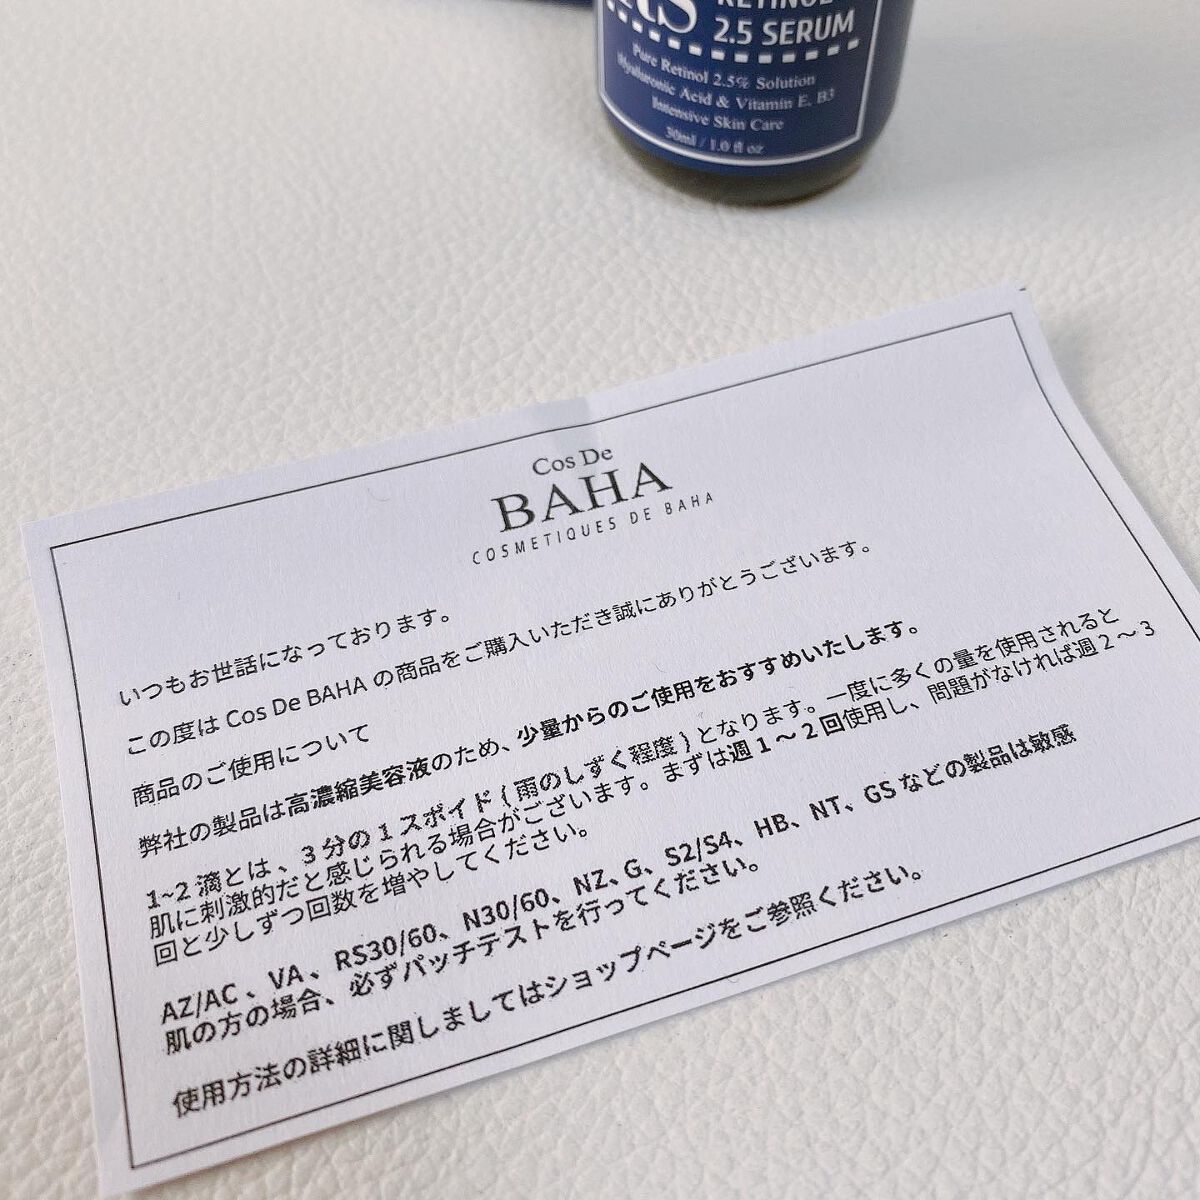 RETINOL
RS
2.5 SERUM
Pure Retinol 2.5% Solution
Hyaluronic Acid & Vitamin E, B3
Intensive Skin Care
30ml / 1.0 fl oz
Cos De
BAHA
COSMETIQUES DE BAHA
いつもお世話になっております。
この度は Cos De BAHA の商品をご購入いただき誠にありがとうございます。
商品のご使用について
弊社の製品は高濃縮美容液のため、少量からのご使用をおすすめいたします。
1~2 滴とは、3 分の 1 スポイド ( 雨のしずく程度 ) となります。一度に多くの量を使用されると
肌に刺激的だと感じられる場合がございます。まずは週 1 ~ 2 回使用し、問題がなければ週 2 ~ 3
回と少しずつ回数を増やしてください。
AZ/AC 、VA 、RS30/60、N30/60、NZ、G、S2/S4、HB、NT、GS などの製品は敏感
肌の方の場合、必ずパッチテストを行ってください。
使用方法の詳細に関しましてはショップページをご参照ください。